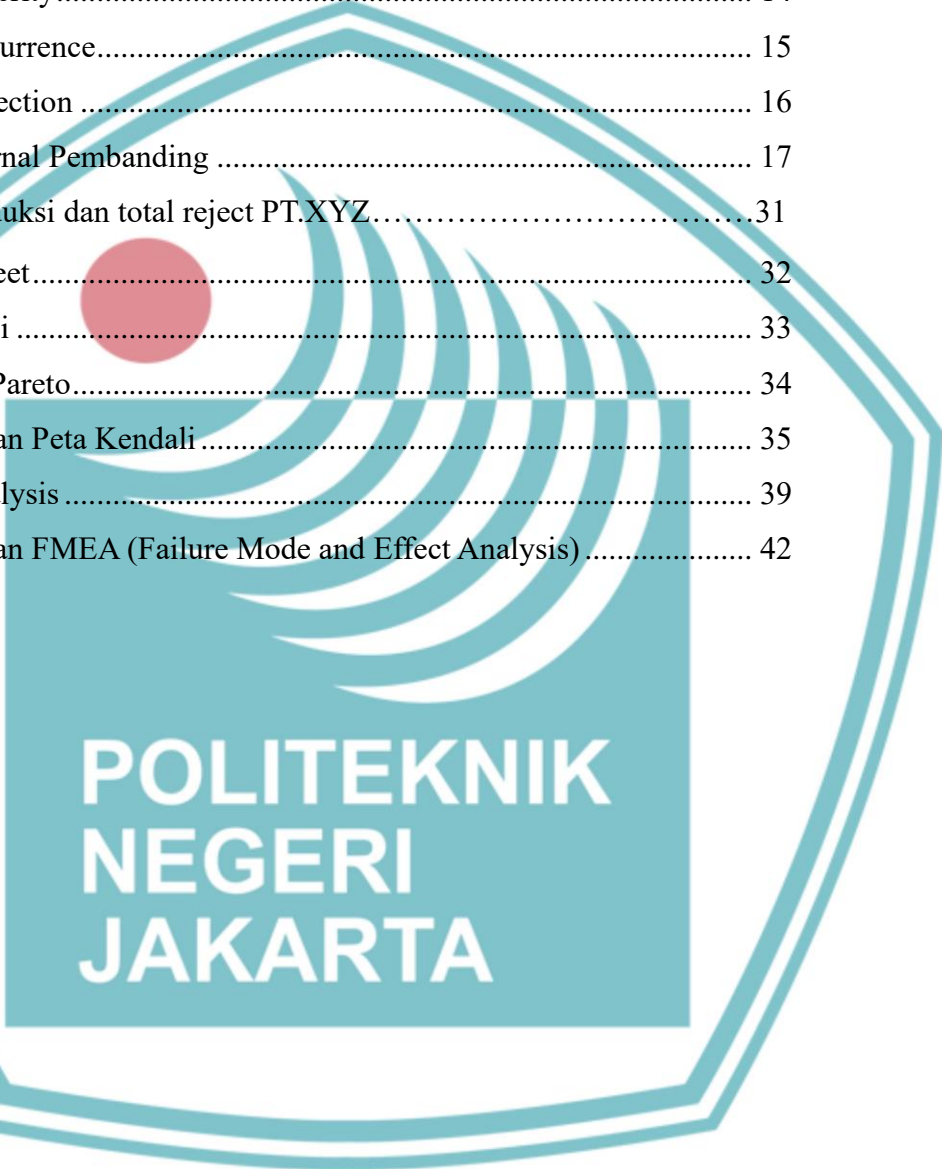 urrence........................................................................................ 15
ection .......................................................................................... 16
rnal Pembanding ......................................................................... 17
uksi dan total reject PT.XYZ……………………………….31
eet................................................................................................ 32
i ................................................................................................... 33
Pareto.......................................................................................... 34
an Peta Kendali ............................................................................ 35
lysis ............................................................................................. 39
an FMEA (Failure Mode and Effect Analysis) ..................... 42
POLITEKNIK
NEGERI
JAKARTA